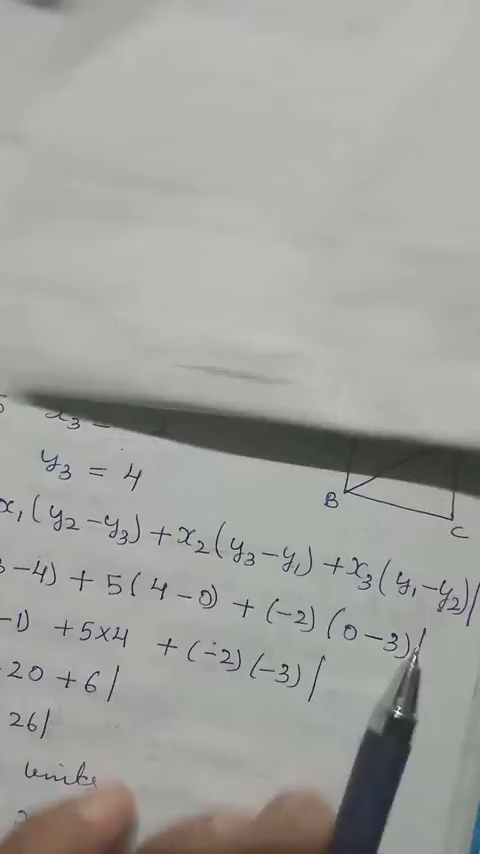 y₃ = 4
B
C
x₁(y₂-y₃) + x₂(y₃-y₁) + x₃(y₁-y₂)|
3-4) + 5(4-0) + (-2)(0-3)|
-1) + 5×4 + (-2)(-3)|
20 + 6|
26|
units